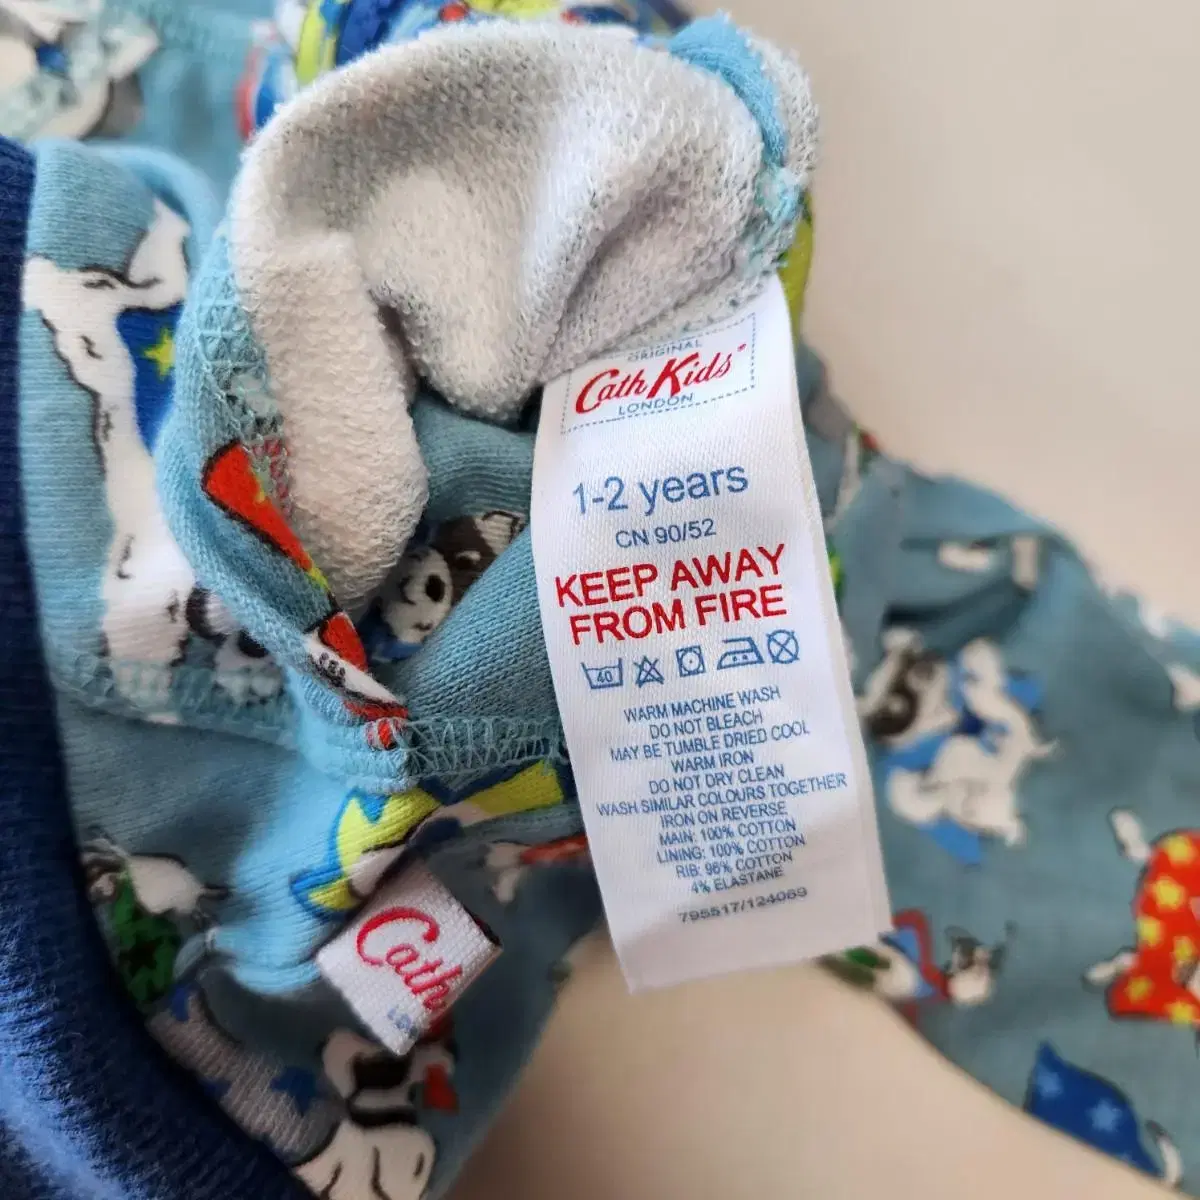 ORIGINAL
Cath Kids
LONDON
1-2 years
CN 90/52
KEEP AWAY
FROM FIRE
40
WARM MACHINE WASH
DO NOT BLEACH
MAY BE TUMBLE DRIED COOL
WARM IRON
DO NOT DRY CLEAN
WASH SIMILAR COLOURS TOGETHER
IRON ON REVERSE
MAIN: 100% COTTON
LINING: 100% COTTON
RIB: 96% COTTON
4% ELASTANE
795517/124069
Cath